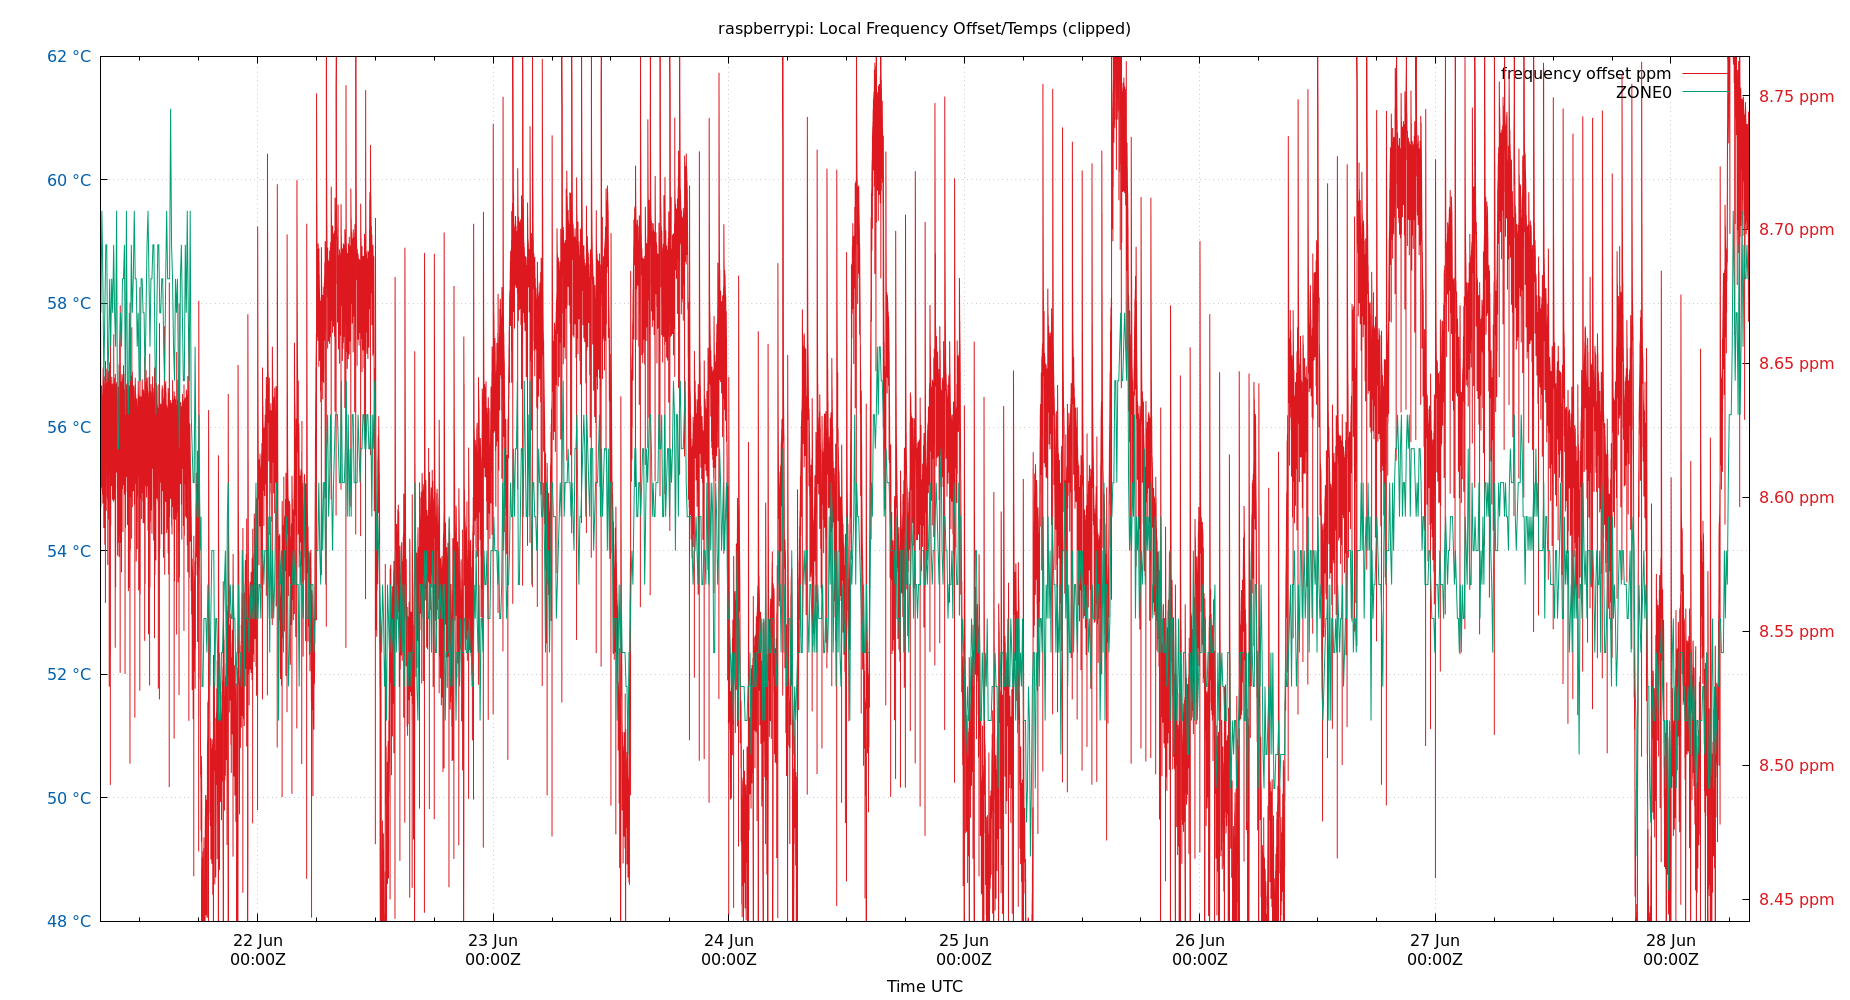 raspberrypi: Local Frequency Offset/Temps (clipped)
62 °C
60 °C
58 °C
56 °C
54 °C
52 °C
50 °C
48 °C
frequency offset ppm
ZONE0
8.75 ppm
8.70 ppm
8.65 ppm
8.60 ppm
8.55 ppm
8.50 ppm
8.45 ppm
22 Jun
00:00Z
23 Jun
00:00Z
24 Jun
00:00Z
25 Jun
00:00Z
26 Jun
00:00Z
27 Jun
00:00Z
28 Jun
00:00Z
Time UTC